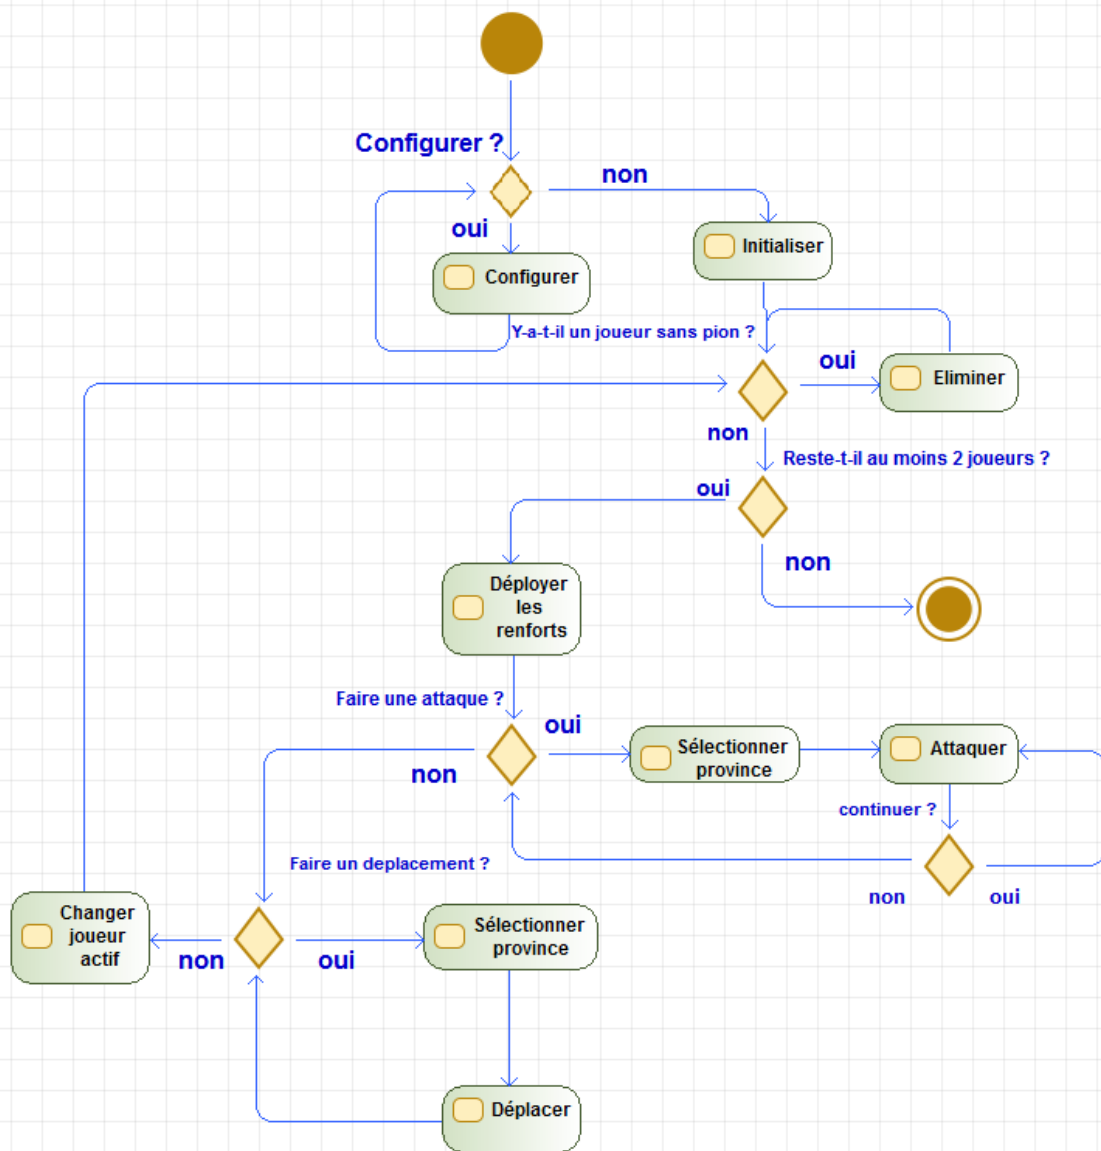 Configurer ?
non
oui
Initialiser
Configurer
Y-a-t-il un joueur sans pion ?
oui
Eliminer
non
Reste-t-il au moins 2 joueurs ?
oui
non
Déployer
les
renforts
Faire une attaque ?
oui
Sélectionner
province
Attaquer
non
continuer ?
Faire un deplacement ?
non
oui
Changer
joueur
actif
non
oui
Sélectionner
province
Déplacer